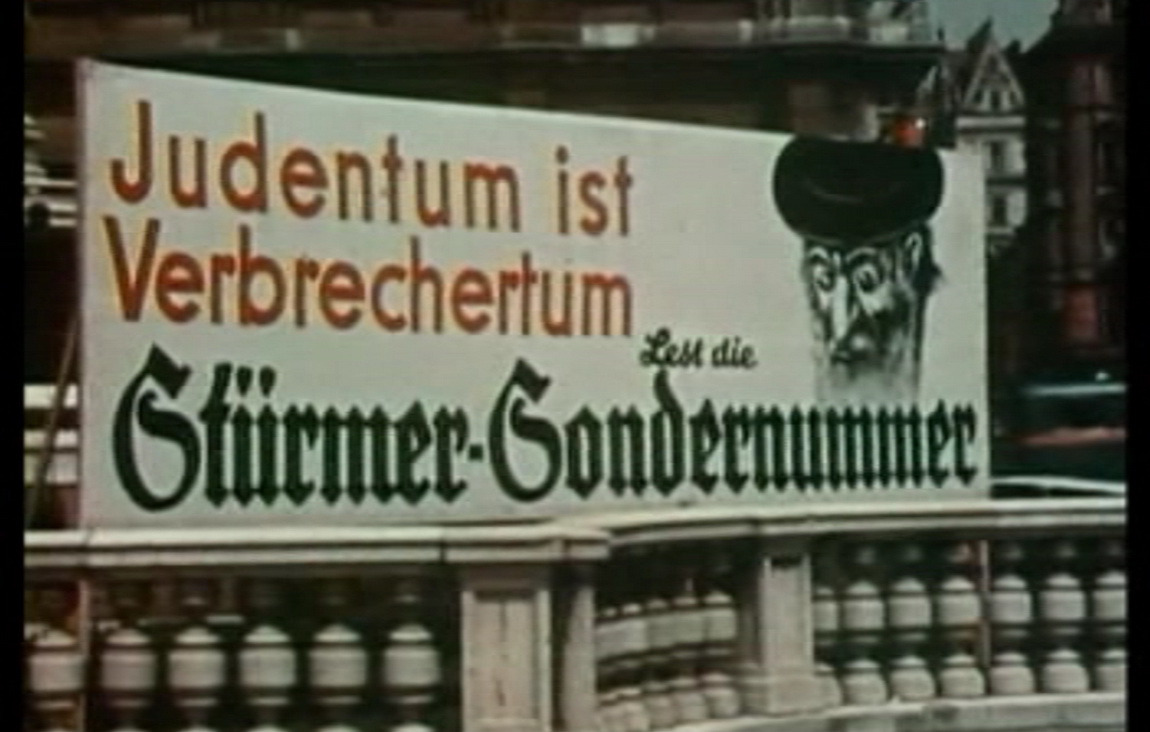 Judentum ist
Verbrechertum
Lest die
Stürmer-Sondernummer